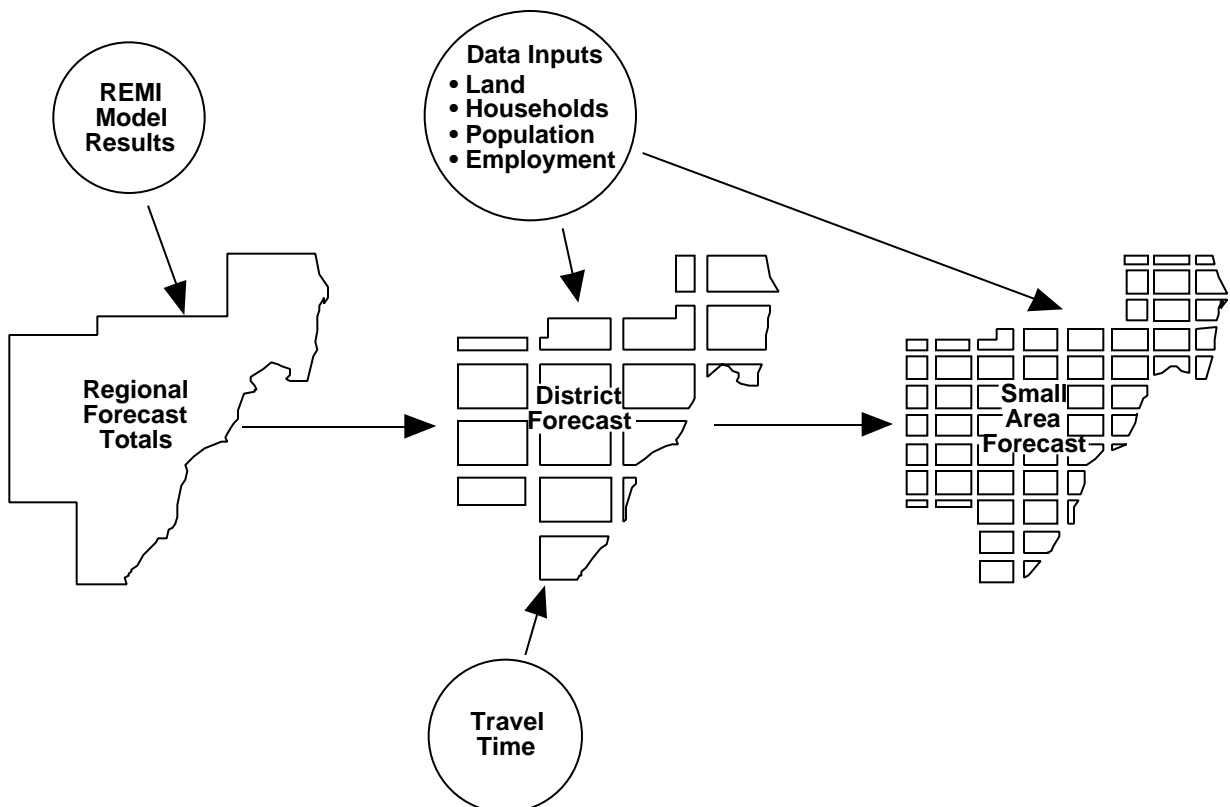 REMI
Model
Results
Data Inputs
• Land
• Households
• Population
• Employment
Regional
Forecast
Totals
District
Forecast
Small
Area
Forecast
Travel
Time